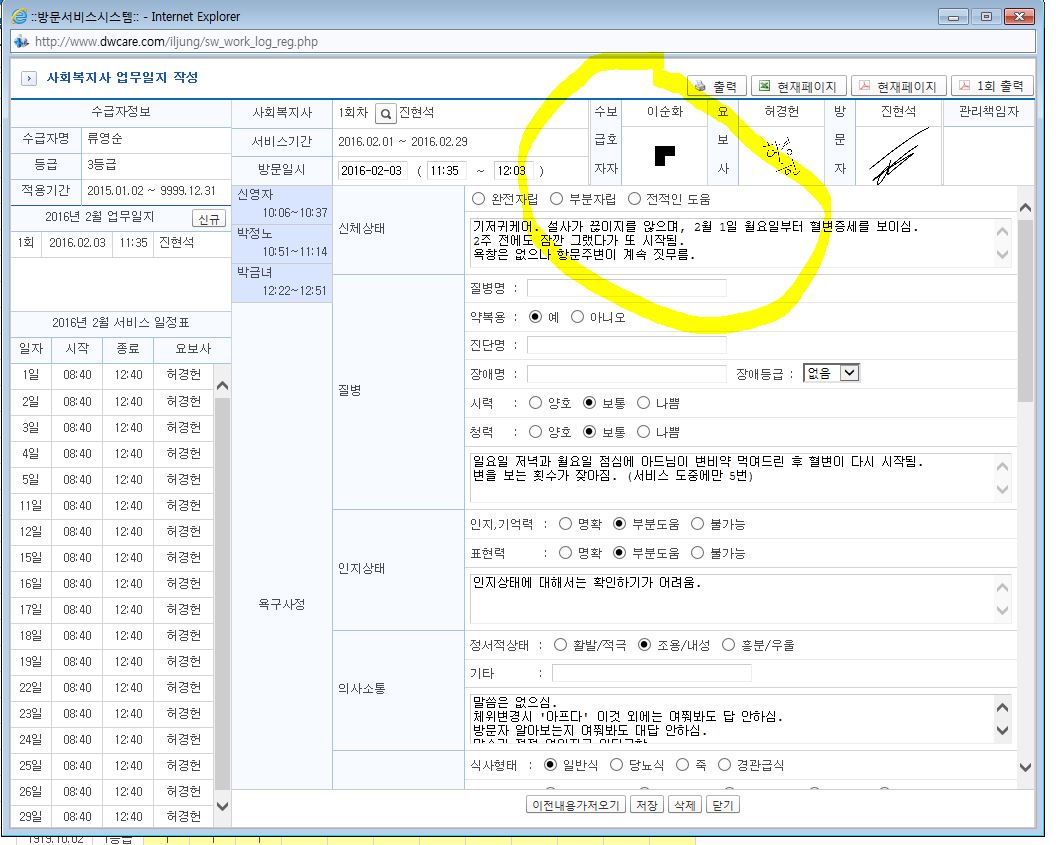 ::방문서비스시스템:: - Internet Explorer
http://www.dwcare.com/iljung/sw_work_log_reg.php
사회복지사 업무일지 작성
출력 현재페이지 현재페이지 1회 출력
수급자정보
수급자명 류영순
등급 3등급
적용기간 2015.01.02 ~ 9999.12.31
2016년 2월 업무일지 신규
1회 2016.02.03 11:35 진현석
2016년 2월 서비스 일정표
일자 시작 종료 요보사
1일 08:40 12:40 허경헌
2일 08:40 12:40 허경헌
3일 08:40 12:40 허경헌
4일 08:40 12:40 허경헌
5일 08:40 12:40 허경헌
11일 08:40 12:40 허경헌
12일 08:40 12:40 허경헌
15일 08:40 12:40 허경헌
16일 08:40 12:40 허경헌
17일 08:40 12:40 허경헌
18일 08:40 12:40 허경헌
19일 08:40 12:40 허경헌
22일 08:40 12:40 허경헌
23일 08:40 12:40 허경헌
24일 08:40 12:40 허경헌
25일 08:40 12:40 허경헌
26일 08:40 12:40 허경헌
29일 08:40 12:40 허경헌
사회복지사 1회차 진현석
서비스기간 2016.02.01 ~ 2016.02.29
방문일시 2016-02-03 ( 11:35 ~ 12:03 )
수보 이순화 요 허경헌 방 진현석 관리책임자
급호 보 문
자자 사 자
신영자
10:06~10:37
박정노
10:51~11:14
박금녀
12:22~12:51
욕구사정
신체상태
완전자립 부분자립 전적인 도움
기저귀케어. 설사가 끊이지를 않으며, 2월 1일 월요일부터 혈변증세를 보이심.
2주 전에도 잠깐 그랬다가 또 시작됨.
욕창은 없으나 항문주변이 계속 짓무름.
질병
질병명 :
약복용 : 예 아니오
진단명 :
장애명 : 장애등급 : 없음
시력 : 양호 보통 나쁨
청력 : 양호 보통 나쁨
일요일 저녁과 월요일 점심에 아드님이 변비약 먹여드린 후 혈변이 다시 시작됨.
변을 보는 횟수가 잦아짐. (서비스 도중에만 5번)
인지상태
인지,기억력 : 명확 부분도움 불가능
표현력 : 명확 부분도움 불가능
인지상태에 대해서는 확인하기가 어려움.
의사소통
정서적상태 : 활발/적극 조용/내성 흥분/우울
기타 :
말씀은 없으심.
체위변경시 '아프다' 이것 외에는 여쭤봐도 답 안하심.
방문자 알아보는지 여쭤봐도 대답 안하심.
식사형태 : 일반식 당뇨식 죽 경관급식
이전내용가져오기 저장 삭제 닫기
1919.10.02 1등급 1 1 1